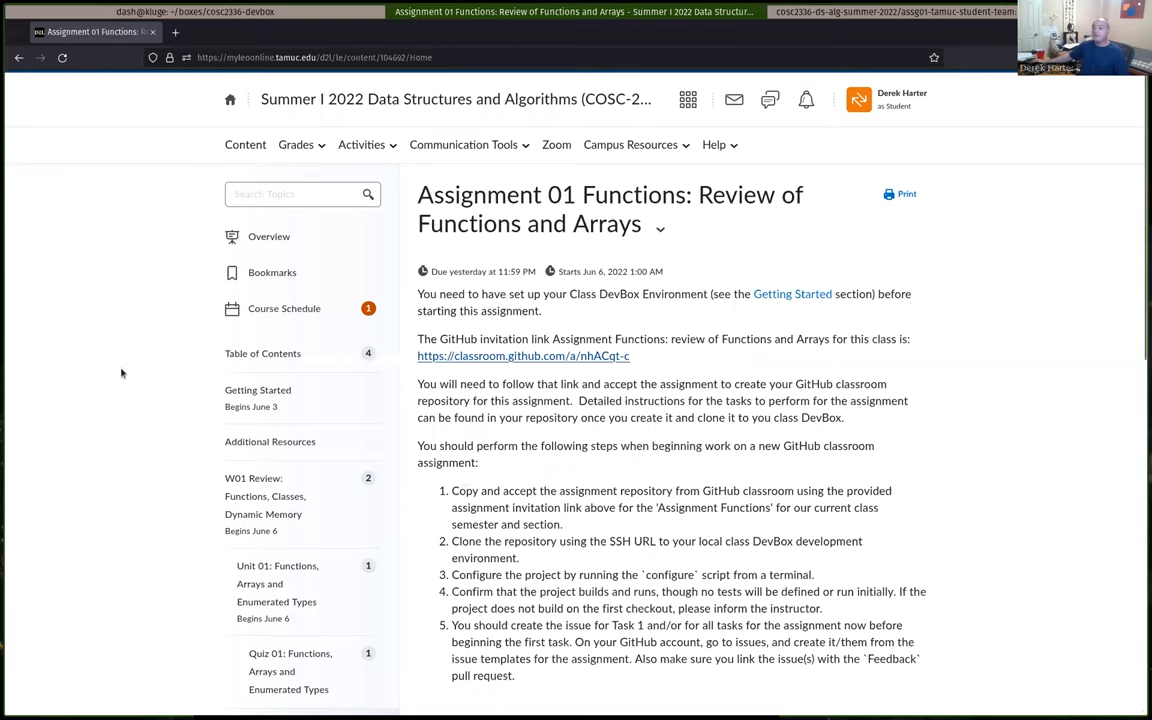 dash@kluge: ~/boxes/cosc2336-devbox
Assignment 01 Functions: Review of Functions and Arrays - Summer I 2022 Data Structur...
cosc2336-ds-alg-summer-2022/assg01-tamuc-student-team:
Assignment 01 Functions: Re
https://myleoonline.tamuc.edu/d2l/le/content/104692/Home
Derek Harter
Summer I 2022 Data Structures and Algorithms (COSC-2...
Derek Harter
as Student
Content
Grades
Activities
Communication Tools
Zoom
Campus Resources
Help
Search Topics
Overview
Bookmarks
Course Schedule
1
Table of Contents
4
Getting Started
Begins June 3
Additional Resources
W01 Review:
2
Functions, Classes,
Dynamic Memory
Begins June 6
Unit 01: Functions,
1
Arrays and
Enumerated Types
Begins June 6
Quiz 01: Functions,
1
Arrays and
Enumerated Types
Assignment 01 Functions: Review of
Functions and Arrays
Print
Due yesterday at 11:59 PM
Starts Jun 6, 2022 1:00 AM
You need to have set up your Class DevBox Environment (see the Getting Started section) before
starting this assignment.
The GitHub invitation link Assignment Functions: review of Functions and Arrays for this class is:
https://classroom.github.com/a/nhACqt-c
You will need to follow that link and accept the assignment to create your GitHub classroom
repository for this assignment. Detailed instructions for the tasks to perform for the assignment
can be found in your repository once you create it and clone it to you class DevBox.
You should perform the following steps when beginning work on a new GitHub classroom
assignment:
1. Copy and accept the assignment repository from GitHub classroom using the provided
assignment invitation link above for the 'Assignment Functions' for our current class
semester and section.
2. Clone the repository using the SSH URL to your local class DevBox development
environment.
3. Configure the project by running the `configure` script from a terminal.
4. Confirm that the project builds and runs, though no tests will be defined or run initially. If the
project does not build on the first checkout, please inform the instructor.
5. You should create the issue for Task 1 and/or for all tasks for the assignment now before
beginning the first task. On your GitHub account, go to issues, and create it/them from the
issue templates for the assignment. Also make sure you link the issue(s) with the `Feedback`
pull request.